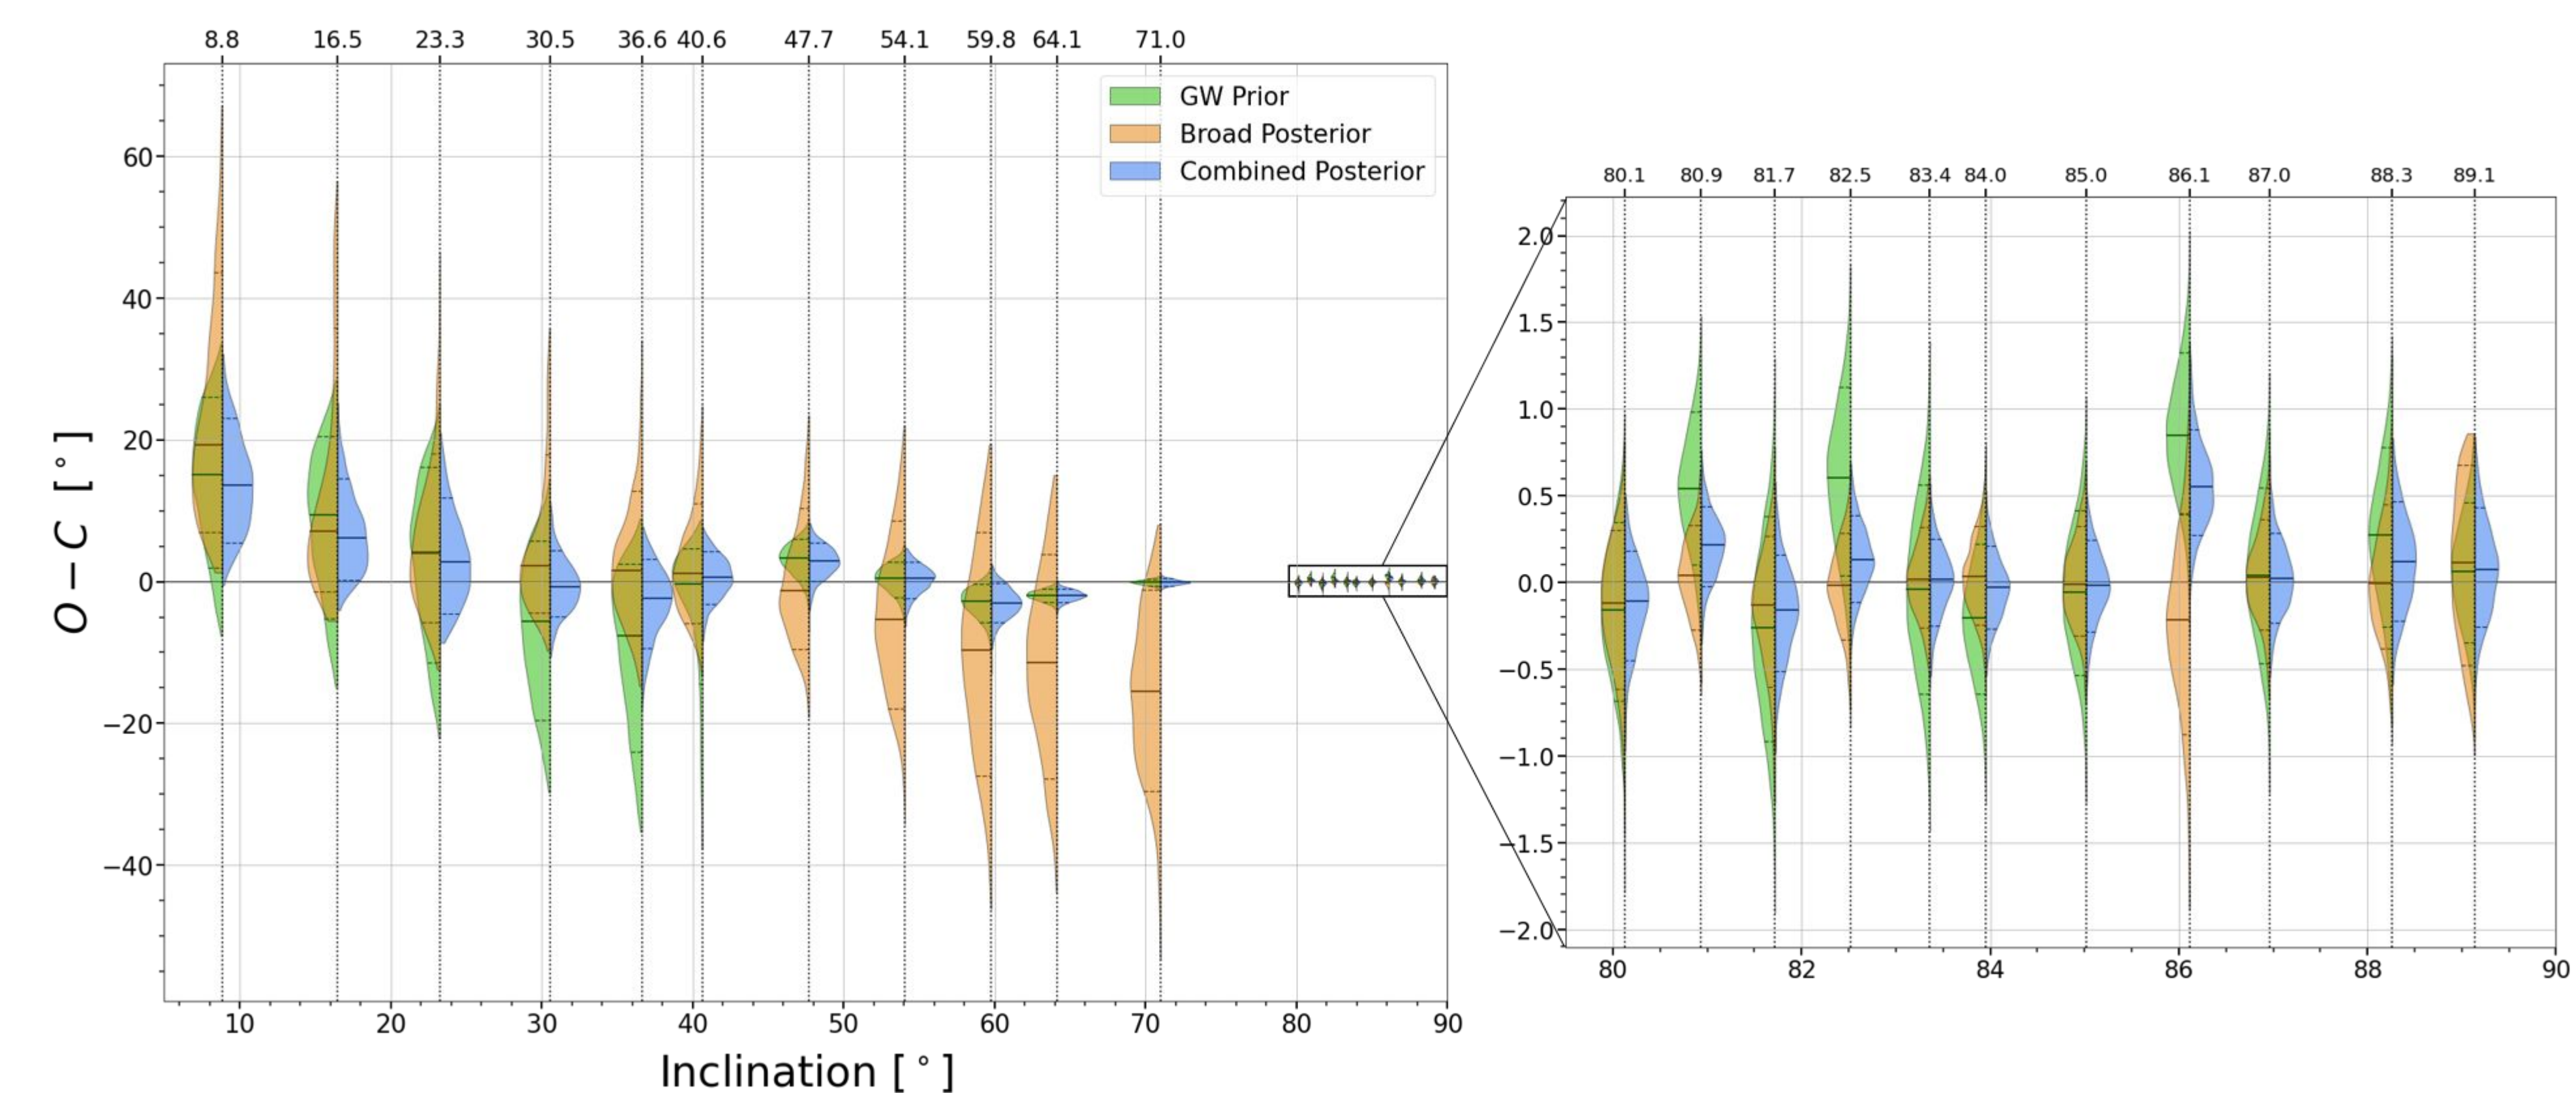 8.8 16.5 23.3 30.5 36.6 40.6 47.7 54.1 59.8 64.1 71.0
GW Prior
Broad Posterior
Combined Posterior
60
40
20
0
−20
−40
O − C [°]
10 20 30 40 50 60 70 80 90
Inclination [°]
80.1 80.9 81.7 82.5 83.4 84.0 85.0 86.1 87.0 88.3 89.1
2.0
1.5
1.0
0.5
0.0
−0.5
−1.0
−1.5
−2.0
80 82 84 86 88 90